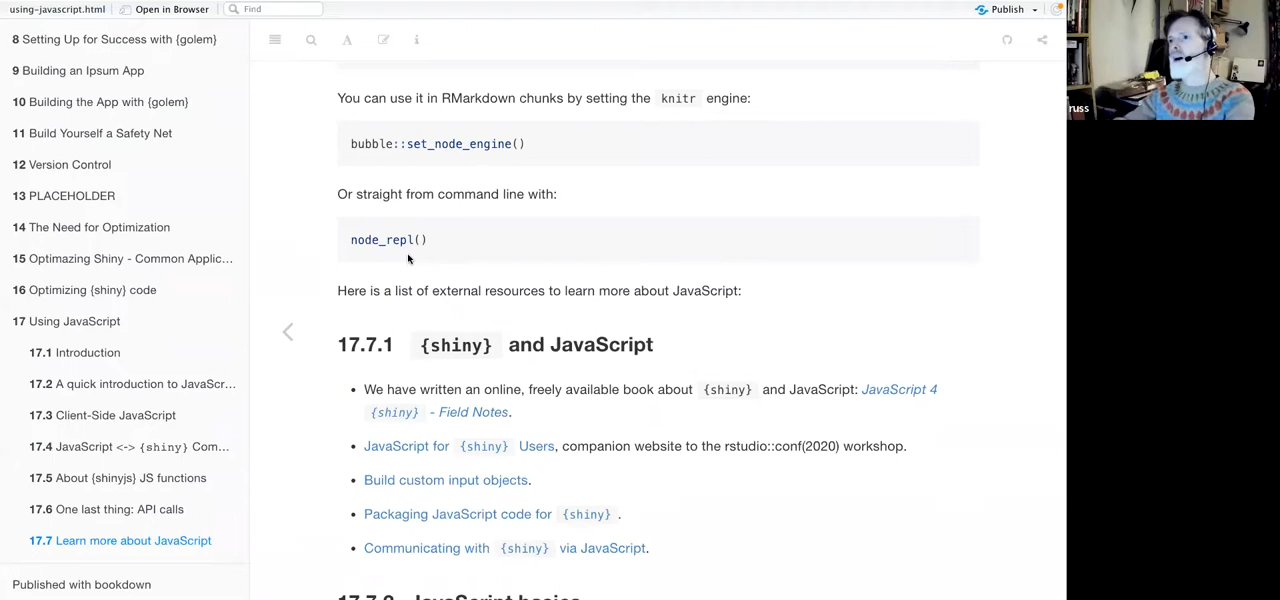 using-javascript.html
Open in Browser
Find
Publish
8 Setting Up for Success with {golem}
9 Building an Ipsum App
10 Building the App with {golem}
11 Build Yourself a Safety Net
12 Version Control
13 PLACEHOLDER
14 The Need for Optimization
15 Optimazing Shiny - Common Applic...
16 Optimizing {shiny} code
17 Using JavaScript
17.1 Introduction
17.2 A quick introduction to JavaScr...
17.3 Client-Side JavaScript
17.4 JavaScript <-> {shiny} Com...
17.5 About {shinyjs} JS functions
17.6 One last thing: API calls
17.7 Learn more about JavaScript
Published with bookdown
You can use it in RMarkdown chunks by setting the knitr engine:
bubble::set_node_engine()
Or straight from command line with:
node_repl()
Here is a list of external resources to learn more about JavaScript:
17.7.1 {shiny} and JavaScript
• We have written an online, freely available book about {shiny} and JavaScript: JavaScript 4
{shiny} - Field Notes.
• JavaScript for {shiny} Users, companion website to the rstudio::conf(2020) workshop.
• Build custom input objects.
• Packaging JavaScript code for {shiny} .
• Communicating with {shiny} via JavaScript.
17.7.2 JavaScript basics
russ